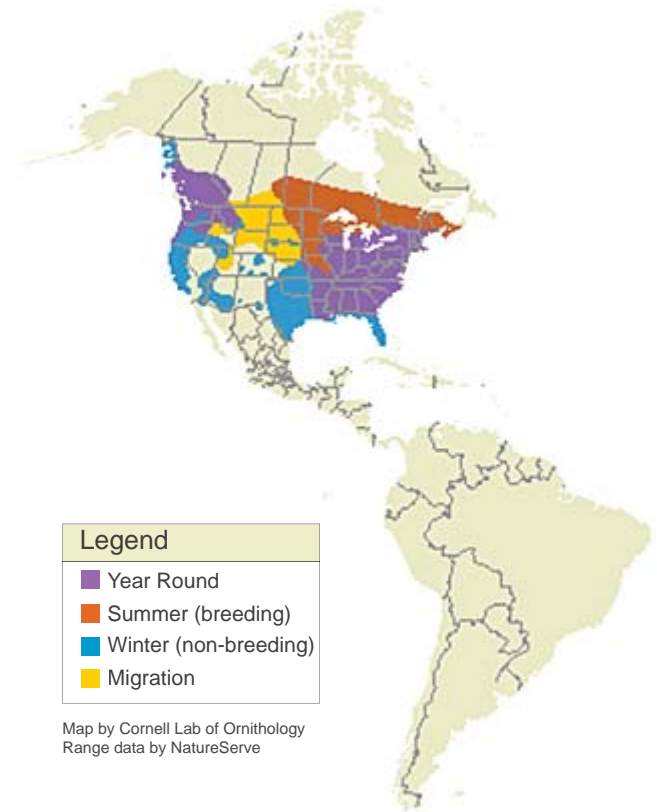 Legend
Year Round
Summer (breeding)
Winter (non-breeding)
Migration
Map by Cornell Lab of Ornithology
Range data by NatureServe